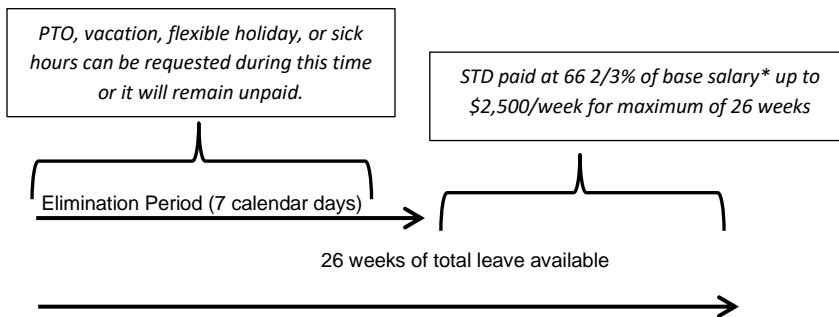 PTO, vacation, flexible holiday, or sick
hours can be requested during this time
or it will remain unpaid.
STD paid at 66 2/3% of base salary* up to
$2,500/week for maximum of 26 weeks
Elimination Period (7 calendar days)
26 weeks of total leave available